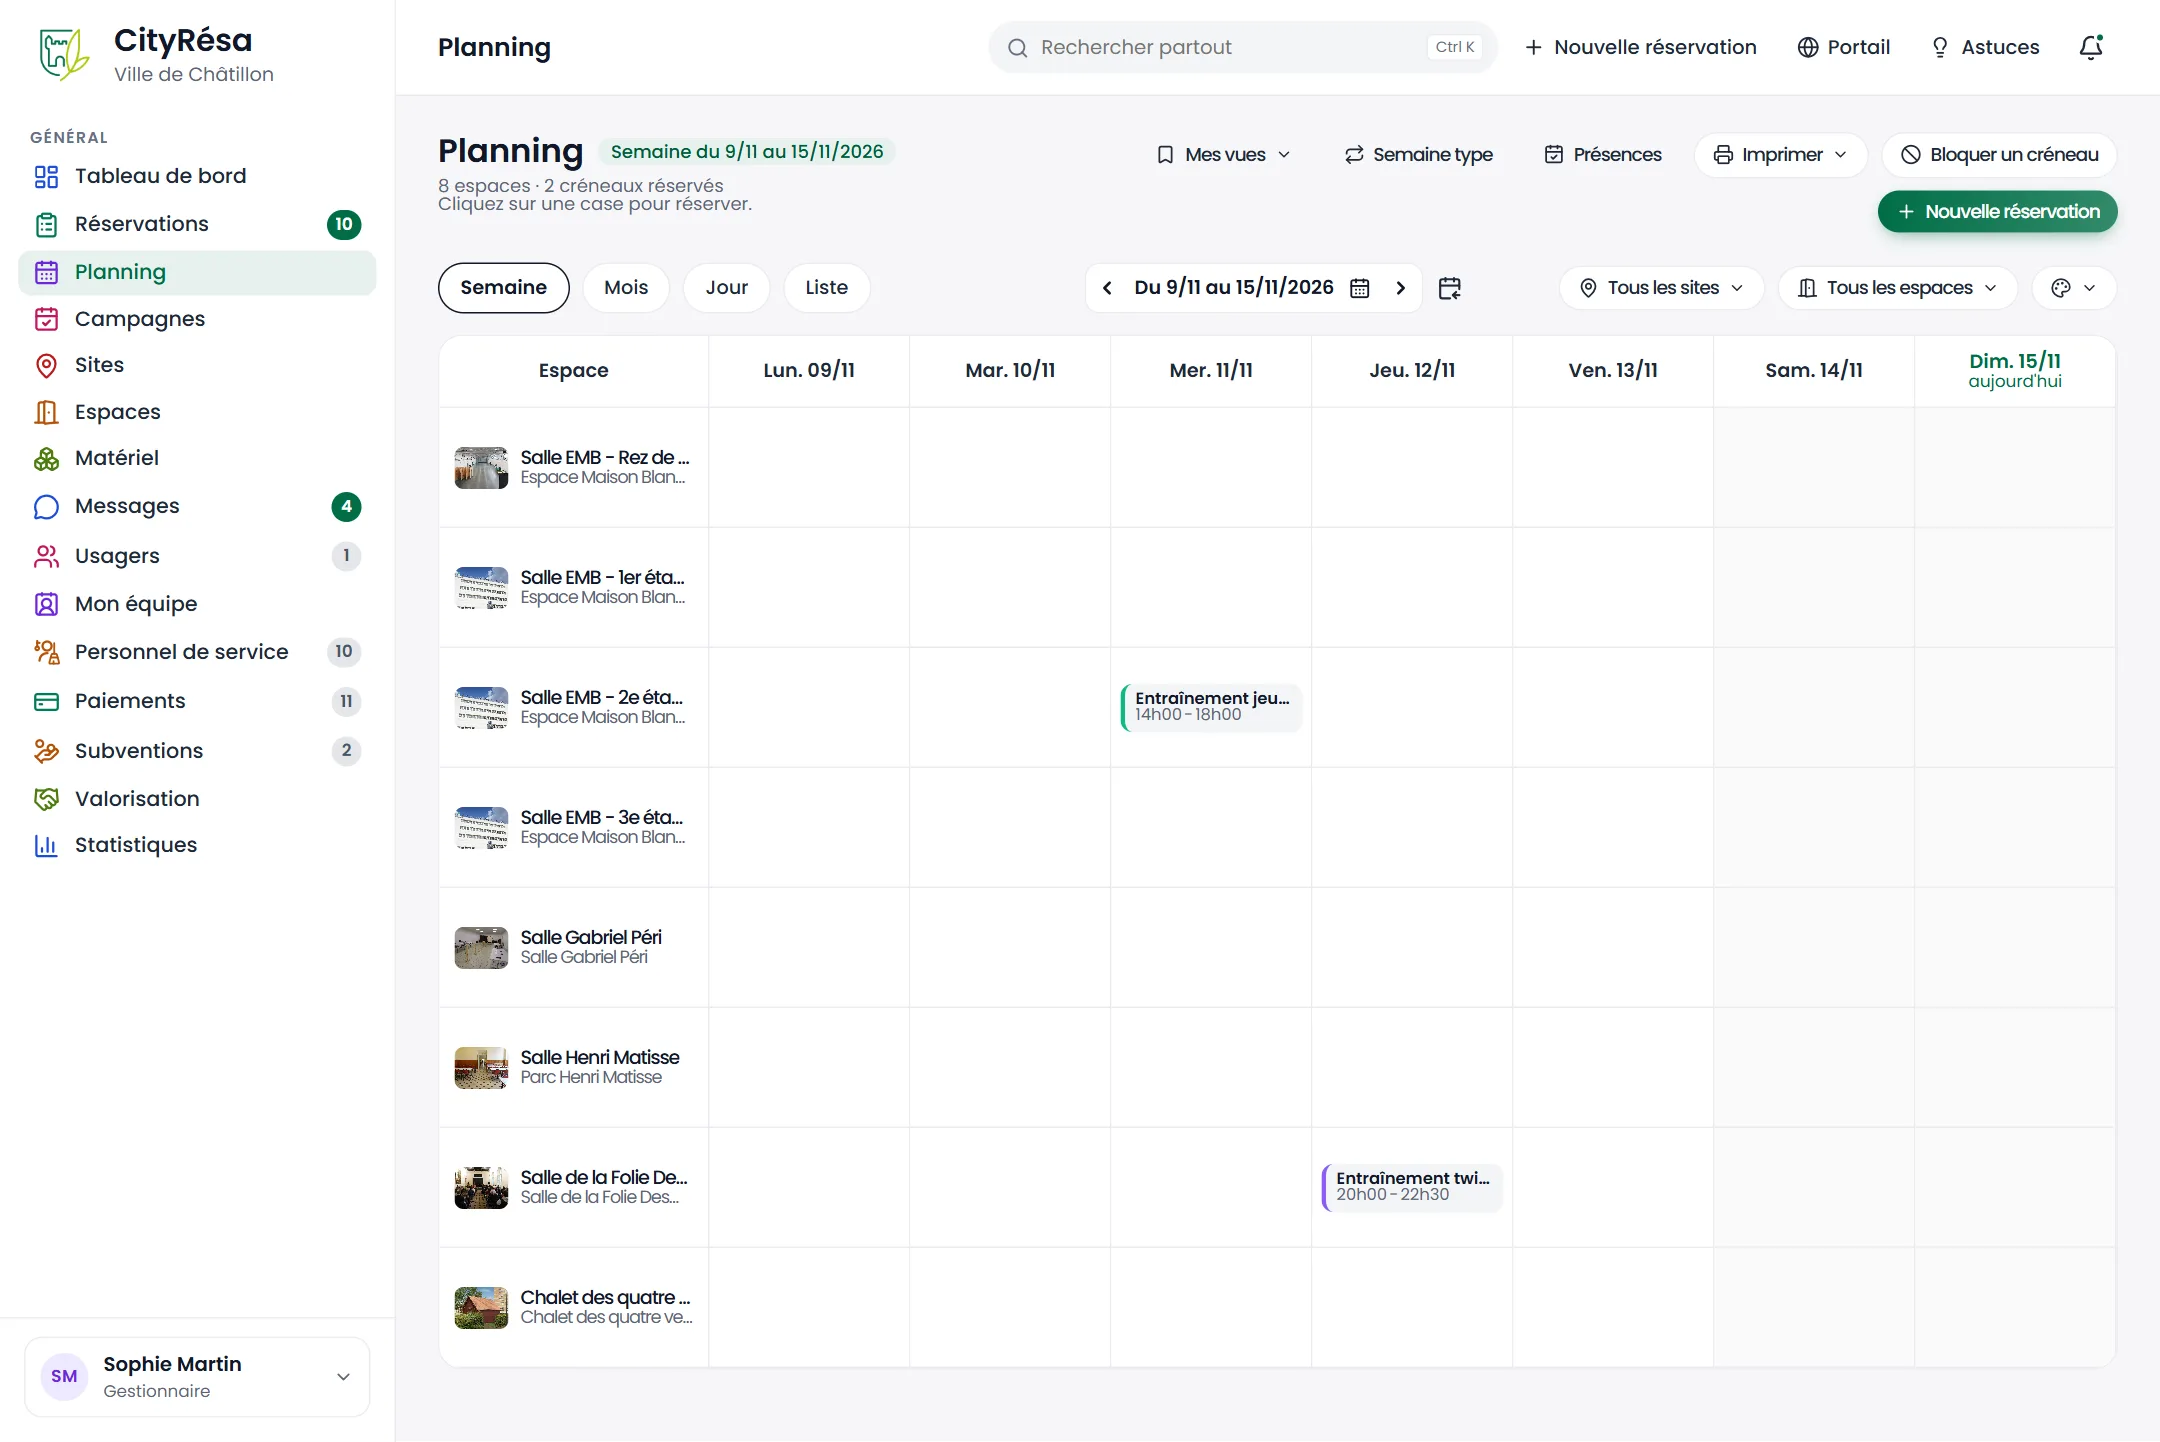 CityRésa
Ville de Châtillon
GÉNÉRAL
Tableau de bord
Réservations 10
Planning
Campagnes
Sites
Espaces
Matériel
Messages 4
Usagers 1
Mon équipe
Personnel de service 10
Paiements 11
Subventions 2
Valorisation
Statistiques
SM
Sophie Martin
Gestionnaire
Planning
Rechercher partout Ctrl K
Nouvelle réservation
Portail
Astuces
Planning Semaine du 9/11 au 15/11/2026
8 espaces · 2 créneaux réservés
Cliquez sur une case pour réserver.
Mes vues
Semaine type
Présences
Imprimer
Bloquer un créneau
Nouvelle réservation
Semaine Mois Jour Liste
Du 9/11 au 15/11/2026
Tous les sites
Tous les espaces
Espace Lun. 09/11 Mar. 10/11 Mer. 11/11 Jeu. 12/11 Ven. 13/11 Sam. 14/11 Dim. 15/11
aujourd'hui
Salle EMB - Rez de ...
Espace Maison Blan...
Salle EMB - 1er éta...
Espace Maison Blan...
Salle EMB - 2e éta...
Espace Maison Blan...
Entraînement jeu...
14h00 - 18h00
Salle EMB - 3e éta...
Espace Maison Blan...
Salle Gabriel Péri
Salle Gabriel Péri
Salle Henri Matisse
Parc Henri Matisse
Salle de la Folie De...
Salle de la Folie Des...
Entraînement twi...
20h00 - 22h30
Chalet des quatre ...
Chalet des quatre ve...